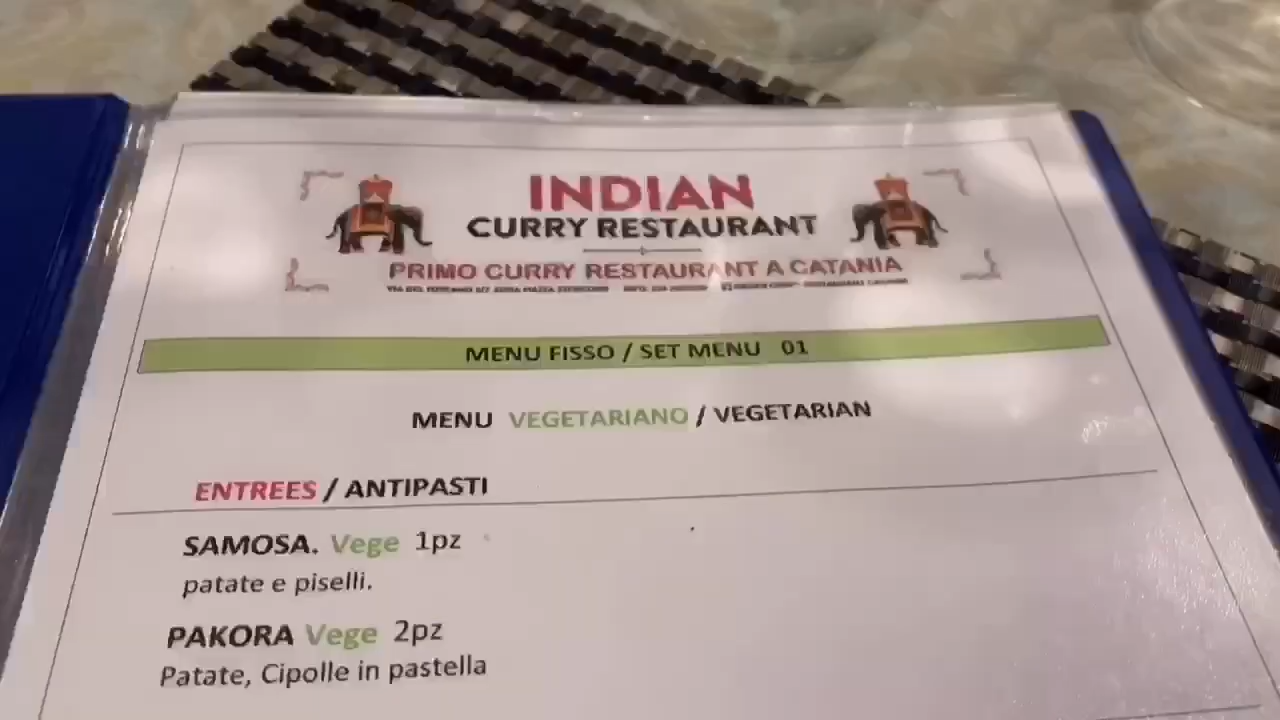 INDIAN
CURRY RESTAURANT
PRIMO CURRY RESTAURANT A CATANIA
MENU FISSO / SET MENU 01
MENU VEGETARIANO / VEGETARIAN
ENTREES / ANTIPASTI
SAMOSA. Vege 1pz
patate e piselli.
PAKORA Vege 2pz
Patate, Cipolle in pastella